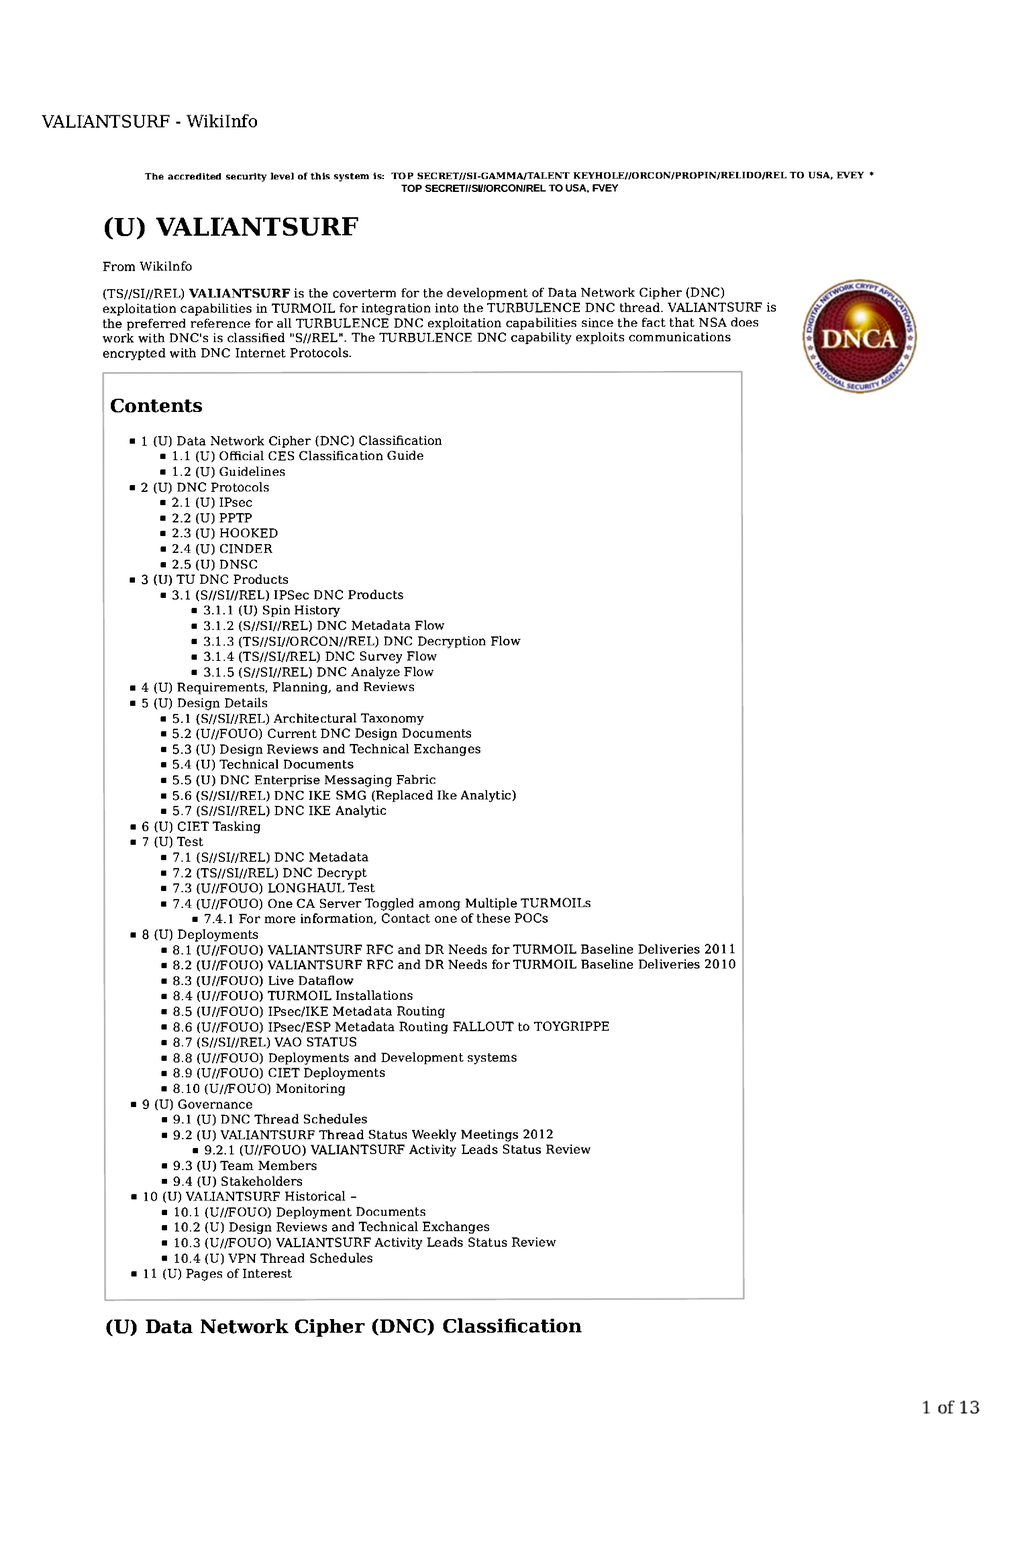 VALIANTSURF - WikiInfo
The accredited security level of this system is: TOP SECRET//SI-GAMMA/TALENT KEYHOLE//ORCON/PROPIN/RELIDO/REL TO USA, FVEY *
TOP SECRET//SI//ORCON/REL TO USA, FVEY
(U) VALIANTSURF
From WikiInfo
(TS//SI//REL) VALIANTSURF is the coverterm for the development of Data Network Cipher (DNC)
exploitation capabilities in TURMOIL for integration into the TURBULENCE DNC thread. VALIANTSURF is
the preferred reference for all TURBULENCE DNC exploitation capabilities since the fact that NSA does
work with DNC's is classified "S//REL". The TURBULENCE DNC capability exploits communications
encrypted with DNC Internet Protocols.
DIGITAL NETWORK CRYPT APPLICATIONS
DNCA
NATIONAL SECURITY AGENCY
Contents
▪ 1 (U) Data Network Cipher (DNC) Classification
▪ 1.1 (U) Official CES Classification Guide
▪ 1.2 (U) Guidelines
▪ 2 (U) DNC Protocols
▪ 2.1 (U) IPsec
▪ 2.2 (U) PPTP
▪ 2.3 (U) HOOKED
▪ 2.4 (U) CINDER
▪ 2.5 (U) DNSC
▪ 3 (U) TU DNC Products
▪ 3.1 (S//SI//REL) IPSec DNC Products
▪ 3.1.1 (U) Spin History
▪ 3.1.2 (S//SI//REL) DNC Metadata Flow
▪ 3.1.3 (TS//SI//ORCON//REL) DNC Decryption Flow
▪ 3.1.4 (TS//SI//REL) DNC Survey Flow
▪ 3.1.5 (S//SI//REL) DNC Analyze Flow
▪ 4 (U) Requirements, Planning, and Reviews
▪ 5 (U) Design Details
▪ 5.1 (S//SI//REL) Architectural Taxonomy
▪ 5.2 (U//FOUO) Current DNC Design Documents
▪ 5.3 (U) Design Reviews and Technical Exchanges
▪ 5.4 (U) Technical Documents
▪ 5.5 (U) DNC Enterprise Messaging Fabric
▪ 5.6 (S//SI//REL) DNC IKE SMG (Replaced Ike Analytic)
▪ 5.7 (S//SI//REL) DNC IKE Analytic
▪ 6 (U) CIET Tasking
▪ 7 (U) Test
▪ 7.1 (S//SI//REL) DNC Metadata
▪ 7.2 (TS//SI//REL) DNC Decrypt
▪ 7.3 (U//FOUO) LONGHAUL Test
▪ 7.4 (U//FOUO) One CA Server Toggled among Multiple TURMOILs
▪ 7.4.1 For more information, Contact one of these POCs
▪ 8 (U) Deployments
▪ 8.1 (U//FOUO) VALIANTSURF RFC and DR Needs for TURMOIL Baseline Deliveries 2011
▪ 8.2 (U//FOUO) VALIANTSURF RFC and DR Needs for TURMOIL Baseline Deliveries 2010
▪ 8.3 (U//FOUO) Live Dataflow
▪ 8.4 (U//FOUO) TURMOIL Installations
▪ 8.5 (U//FOUO) IPsec/IKE Metadata Routing
▪ 8.6 (U//FOUO) IPsec/ESP Metadata Routing FALLOUT to TOYGRIPPE
▪ 8.7 (S//SI//REL) VAO STATUS
▪ 8.8 (U//FOUO) Deployments and Development systems
▪ 8.9 (U//FOUO) CIET Deployments
▪ 8.10 (U//FOUO) Monitoring
▪ 9 (U) Governance
▪ 9.1 (U) DNC Thread Schedules
▪ 9.2 (U) VALIANTSURF Thread Status Weekly Meetings 2012
▪ 9.2.1 (U//FOUO) VALIANTSURF Activity Leads Status Review
▪ 9.3 (U) Team Members
▪ 9.4 (U) Stakeholders
▪ 10 (U) VALIANTSURF Historical –
▪ 10.1 (U//FOUO) Deployment Documents
▪ 10.2 (U) Design Reviews and Technical Exchanges
▪ 10.3 (U//FOUO) VALIANTSURF Activity Leads Status Review
▪ 10.4 (U) VPN Thread Schedules
▪ 11 (U) Pages of Interest
(U) Data Network Cipher (DNC) Classification
1 of 13